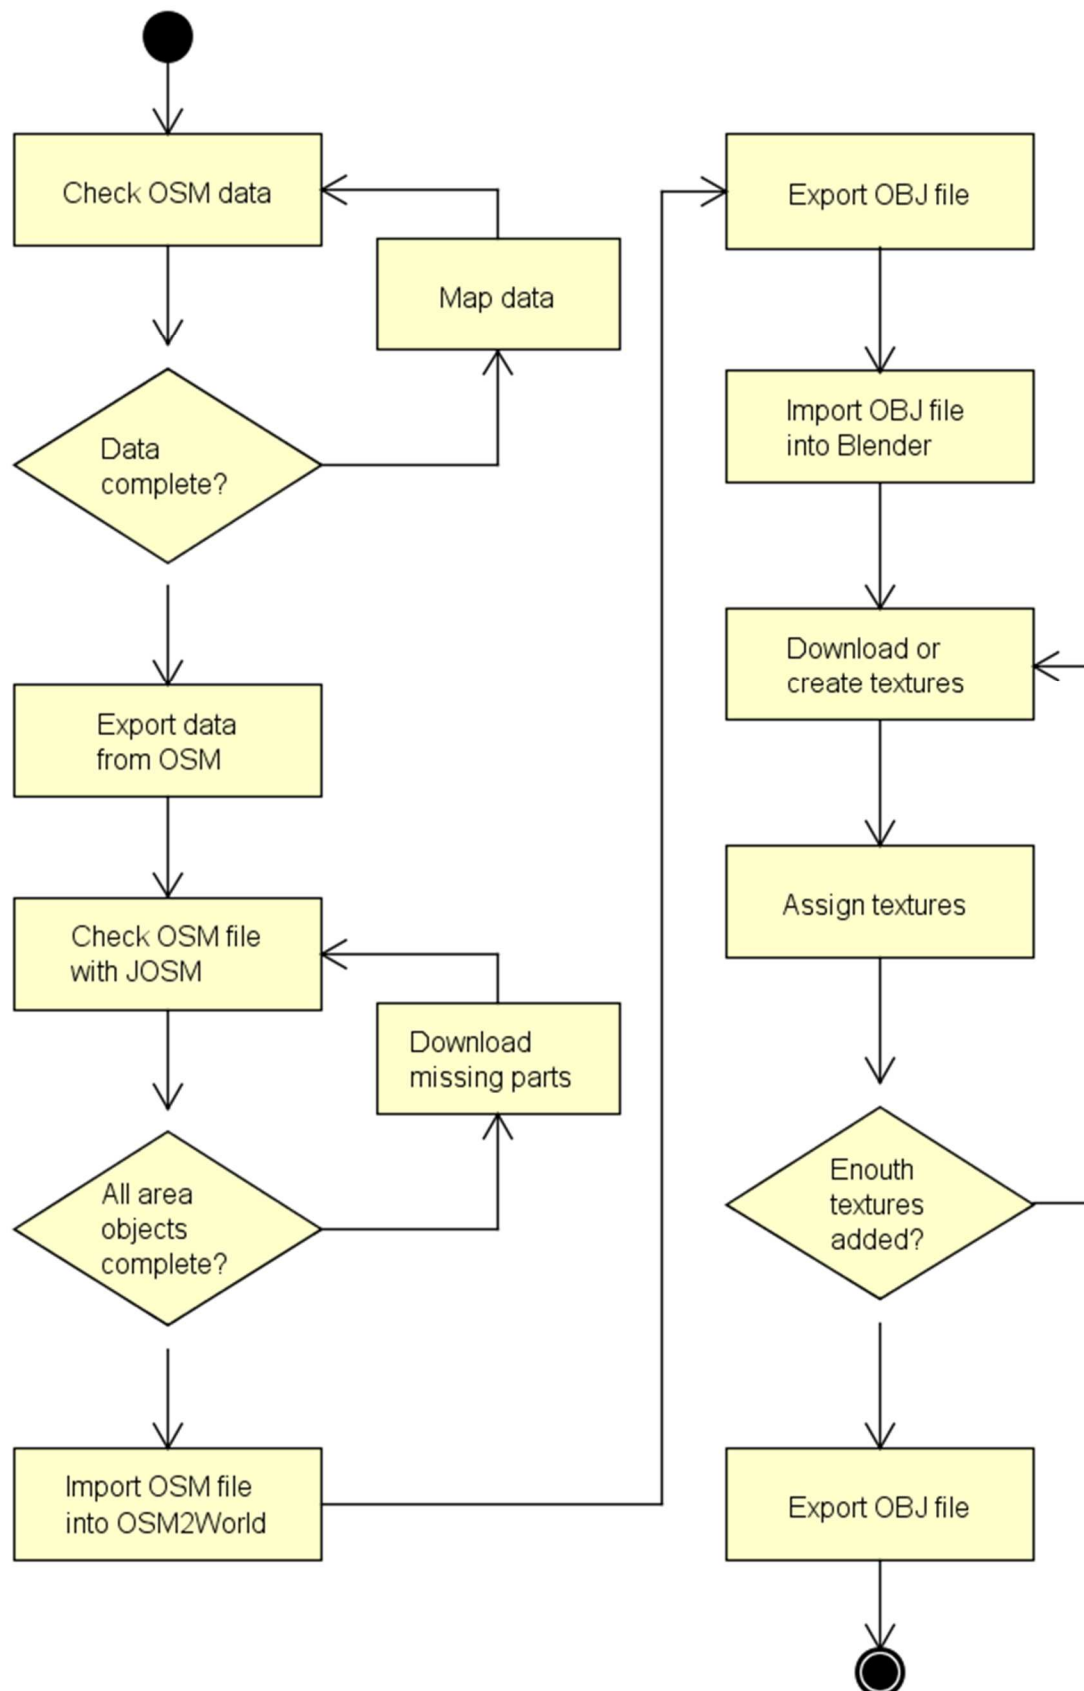 Check OSM data
Map data
Data
complete?
Export data
from OSM
Check OSM file
with JOSM
Download
missing parts
All area
objects
complete?
Import OSM file
into OSM2World
Export OBJ file
Import OBJ file
into Blender
Download or
create textures
Assign textures
Enouth
textures
added?
Export OBJ file